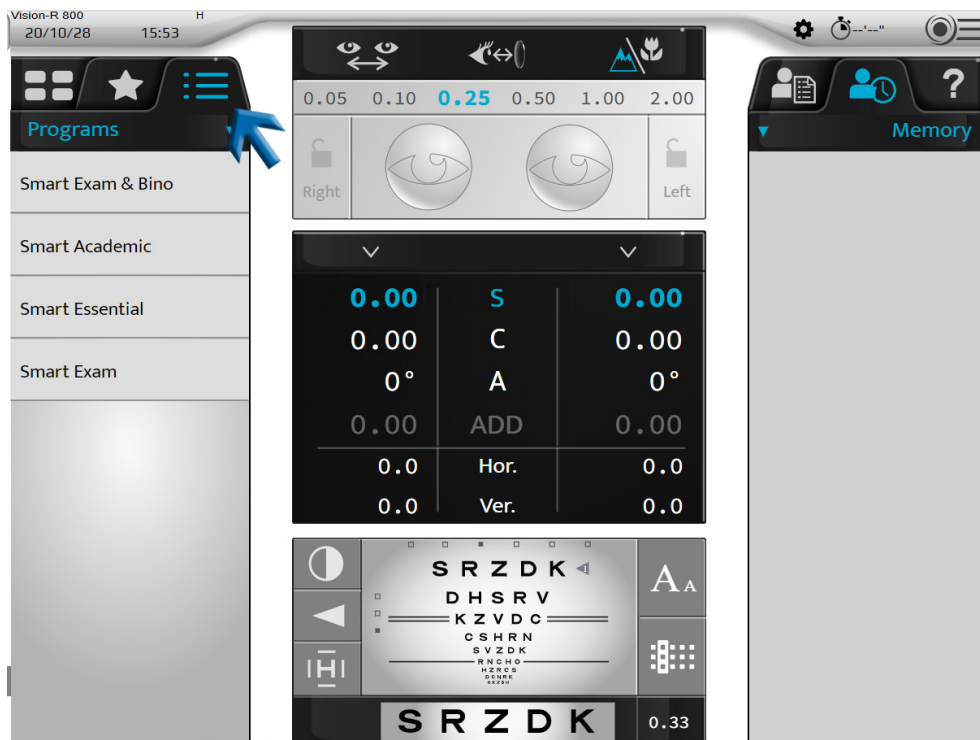 Vision-R 800 H
20/10/28 15:53 --'--"
?
Programs
Memory
Smart Exam & Bino
Smart Academic
Smart Essential
Smart Exam
0.05 0.10 0.25 0.50 1.00 2.00
Right Left
0.00 S 0.00
0.00 C 0.00
0° A 0°
0.00 ADD 0.00
0.0 Hor. 0.0
0.0 Ver. 0.0
S R Z D K 1
D H S R V
K Z V D C
C S H R N
S V Z D K
R N C H O
H Z R C S
D C N R K
H
A A
S R Z D K 0.33